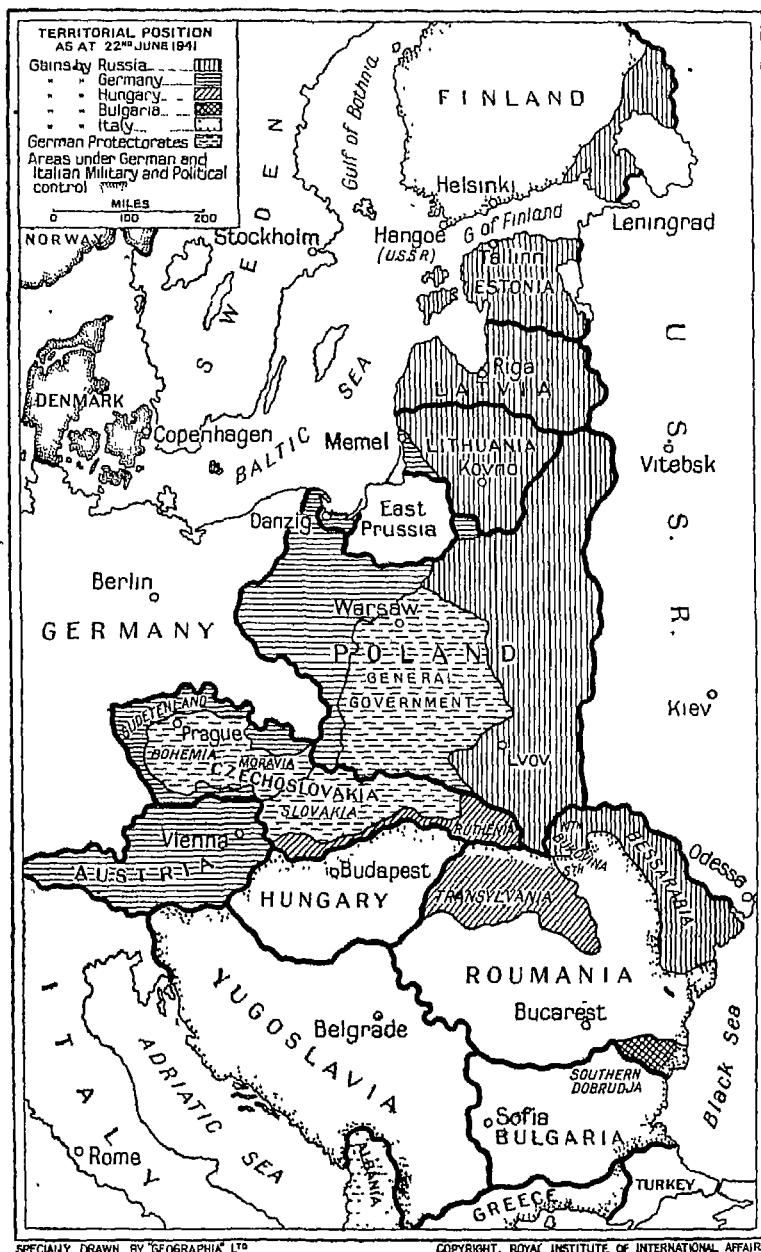 TERRITORIAL POSITION
AS AT 22ND JUNE 1941
Gains by Russia
" " Germany
" " Hungary
" " Bulgaria
" " Italy
German Protectorates
Areas under German and
Italian Military and Political
control
MILES
0 100 200
FINLAND
Gulf of Bothnia
SWEDEN
Helsinki
G of Finland
Leningrad
NORWAY
Stockholm
Hangoe
(U.S.S.R)
Tallinn
ESTONIA
U.S.S.R.
Riga
LATVIA
BALTIC SEA
DENMARK
Copenhagen
Memel
LITHUANIA
Kovno
Vitebsk
Danzig
East
Prussia
Berlin
GERMANY
Warsaw
POLAND
GENERAL
GOVERNMENT
Kiev
SUDETENLAND
Prague
BOHEMIA
MORAVIA
CZECHOSLOVAKIA
SLOVAKIA
Lvov
RUTHENIA
Vienna
AUSTRIA
Budapest
HUNGARY
TRANSYLVANIA
NTH
BUKOVINA
STH
BESSARABIA
Odessa
ROUMANIA
Bucarest
YUGOSLAVIA
Belgrade
ITALY
ADRIATIC SEA
Black Sea
SOUTHERN
DOBRUDJA
Sofia
BULGARIA
Rome
ALBANIA
GREECE
TURKEY
SPECIALLY DRAWN BY "GEOGRAPHIA" LTD
COPYRIGHT, ROYAL INSTITUTE OF INTERNATIONAL AFFAIR